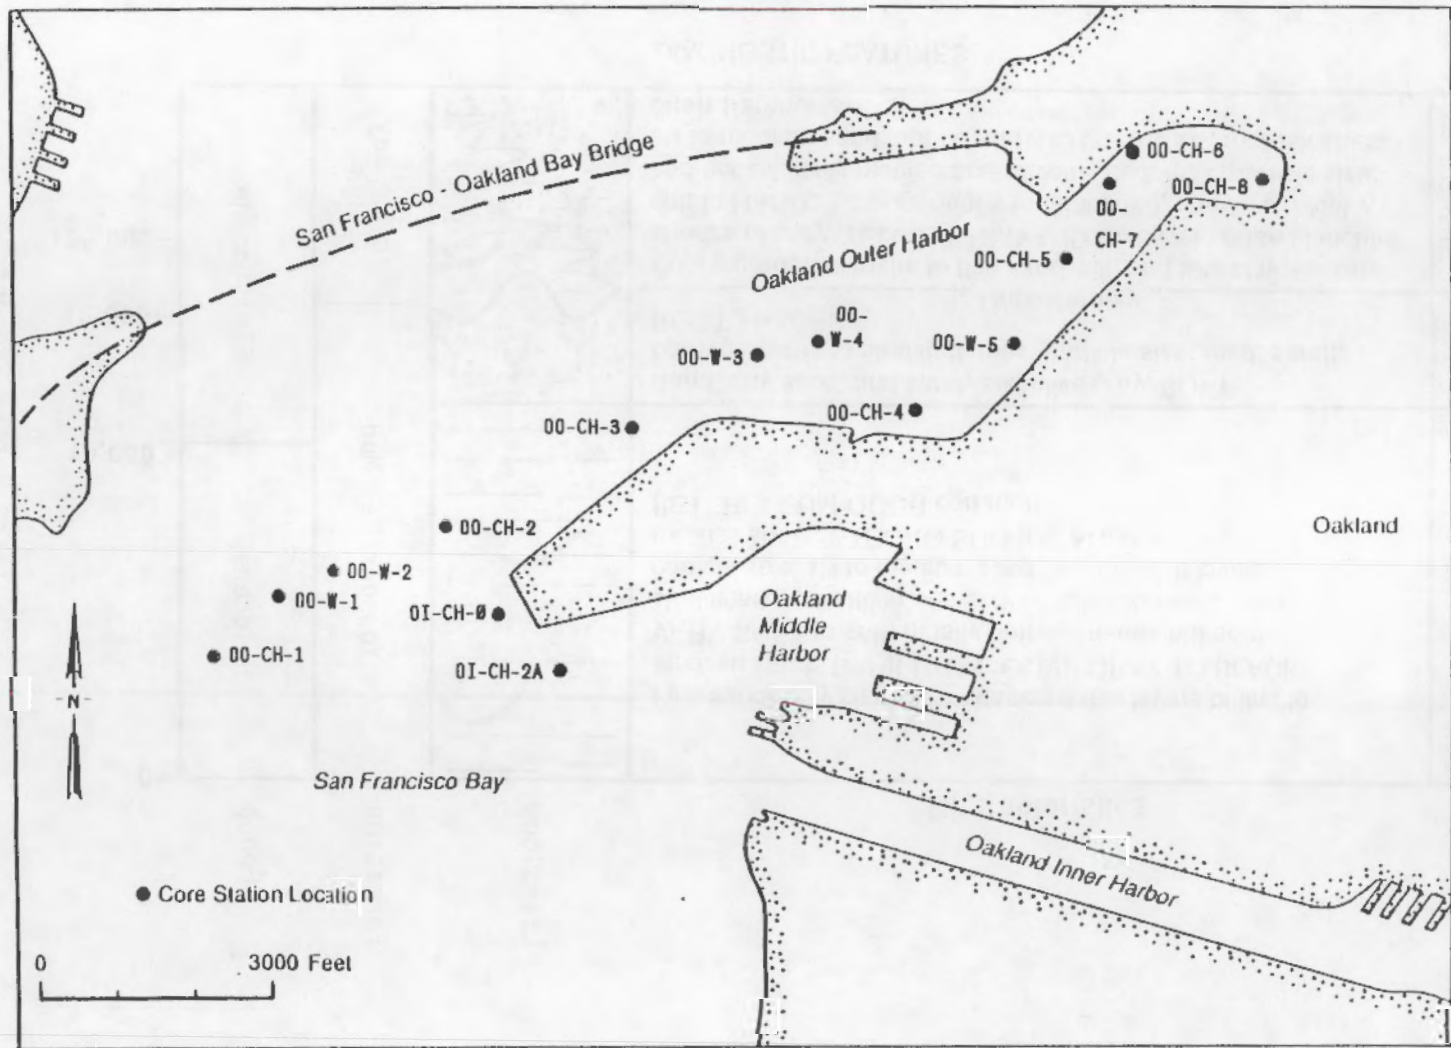 San Francisco - Oakland Bay Bridge
Oakland Outer Harbor
OO-CH-6
OO-CH-8
OO-
CH-7
OO-CH-5
OO-
W-4
OO-W-3
OO-W-5
OO-CH-4
OO-CH-3
OO-CH-2
Oakland
OO-W-2
OO-W-1
OI-CH-0
Oakland
Middle
Harbor
OO-CH-1
OI-CH-2A
-N-
San Francisco Bay
Oakland Inner Harbor
Core Station Location
0 3000 Feet